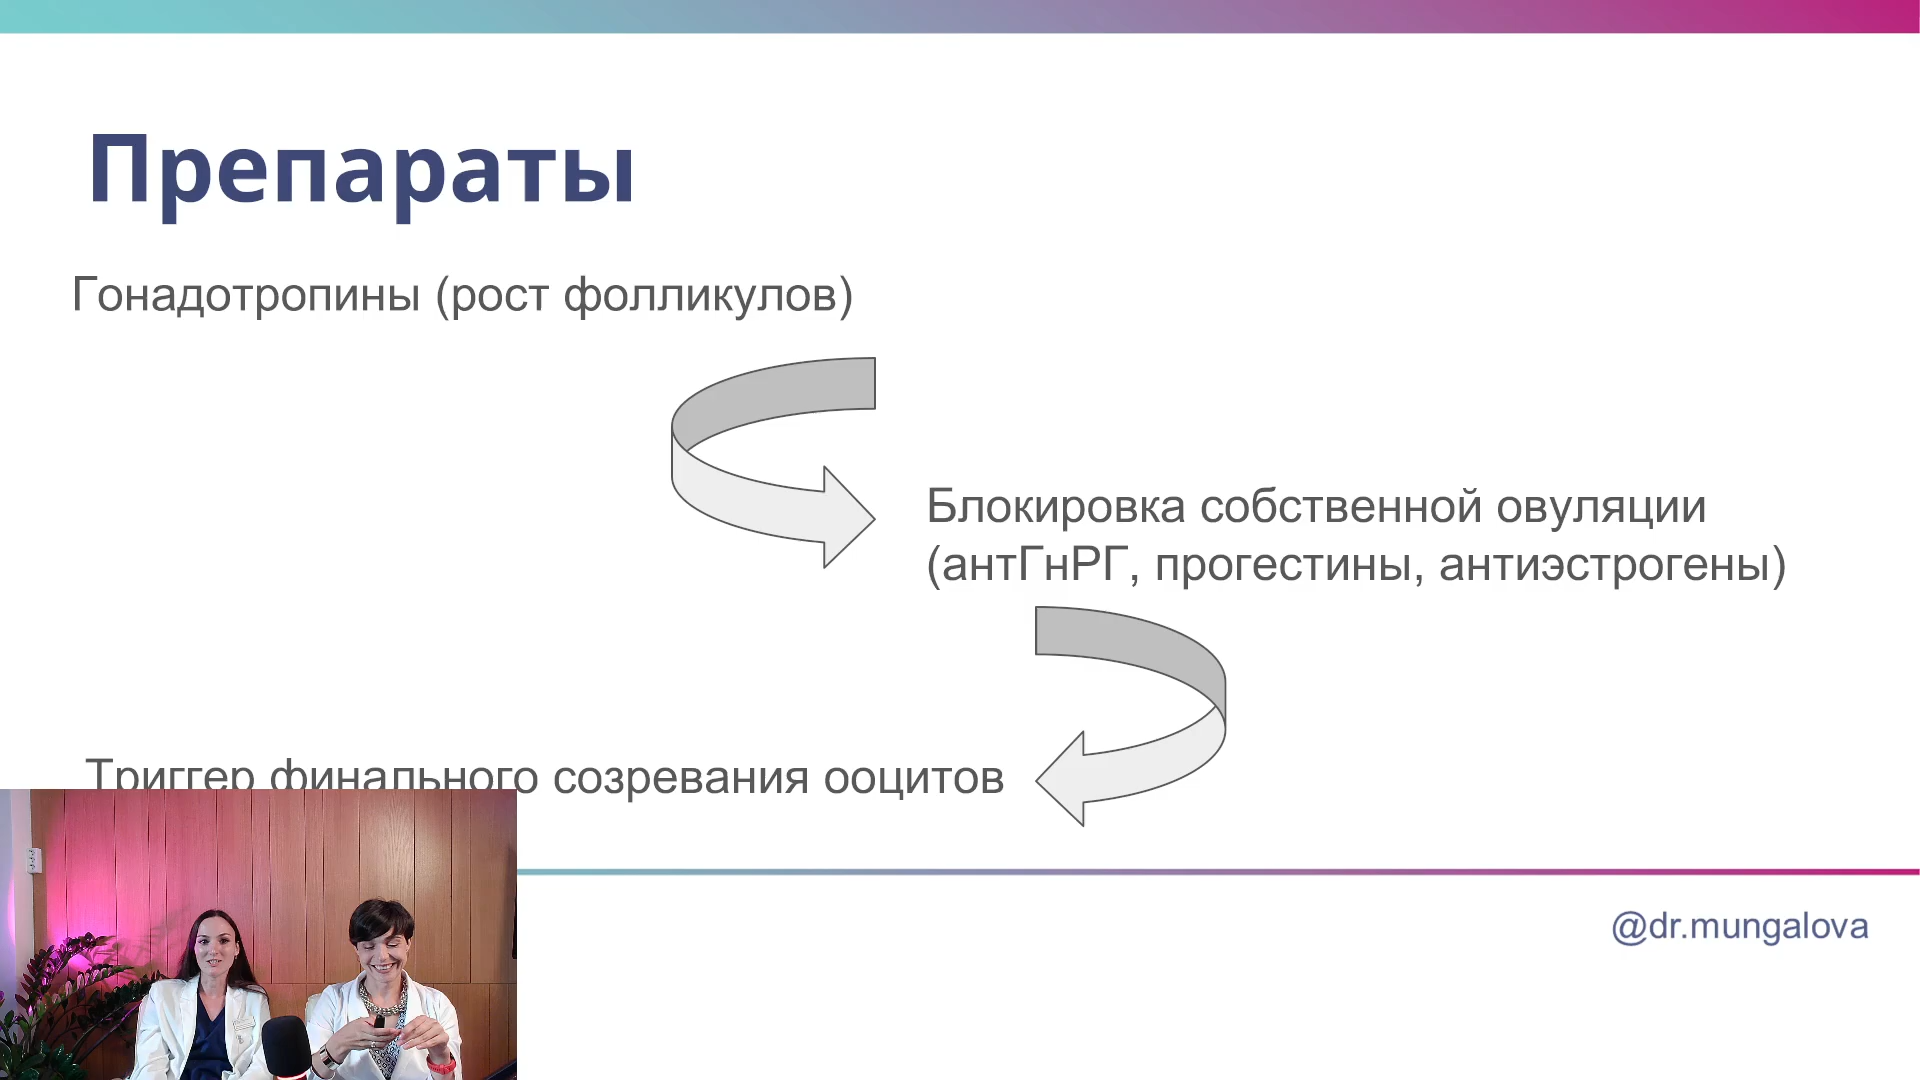 Препараты
Гонадотропины (рост фолликулов)
Блокировка собственной овуляции
(антГнРГ, прогестины, антиэстрогены)
Триггер финального созревания ооцитов
@dr.mungalova